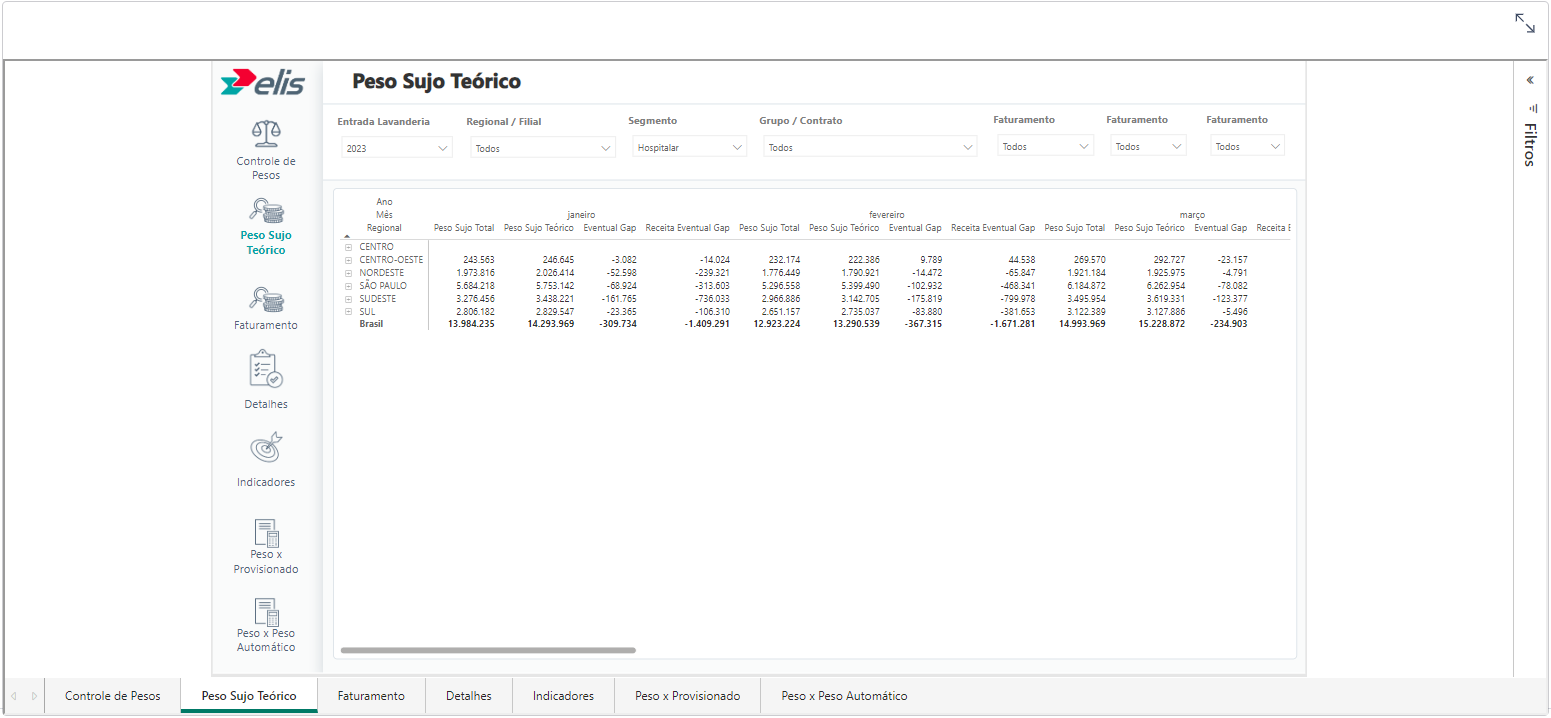 elis
Peso Sujo Teórico
Entrada Lavanderia Regional / Filial Segmento Grupo / Contrato Faturamento Faturamento Faturamento
2023 Todos Hospitalar Todos Todos Todos Todos
Controle de
Pesos
Peso Sujo
Teórico
Faturamento
Detalhes
Indicadores
Peso x
Provisionado
Peso x Peso
Automático
Ano
Mês janeiro fevereiro março
Regional Peso Sujo Total Peso Sujo Teórico Eventual Gap Receita Eventual Gap Peso Sujo Total Peso Sujo Teórico Eventual Gap Receita Eventual Gap Peso Sujo Total Peso Sujo Teórico Eventual Gap Receita E
CENTRO
CENTRO-OESTE 243.563 246.645 -3.082 -14.024 232.174 222.386 9.789 44.538 269.570 292.727 -23.157
NORDESTE 1.973.816 2.026.414 -52.598 -239.321 1.776.449 1.790.921 -14.472 -65.847 1.921.184 1.925.975 -4.791
SÃO PAULO 5.684.218 5.753.142 -68.924 -313.603 5.296.558 5.399.490 -102.932 -468.341 6.184.872 6.262.954 -78.082
SUDESTE 3.276.456 3.438.221 -161.765 -736.033 2.966.886 3.142.705 -175.819 -799.978 3.495.954 3.619.331 -123.377
SUL 2.806.182 2.829.547 -23.365 -106.310 2.651.157 2.735.037 -83.880 -381.653 3.122.389 3.127.886 -5.496
Brasil 13.984.235 14.293.969 -309.734 -1.409.291 12.923.224 13.290.539 -367.315 -1.671.281 14.993.969 15.228.872 -234.903
Filtros
Controle de Pesos Peso Sujo Teórico Faturamento Detalhes Indicadores Peso x Provisionado Peso x Peso Automático